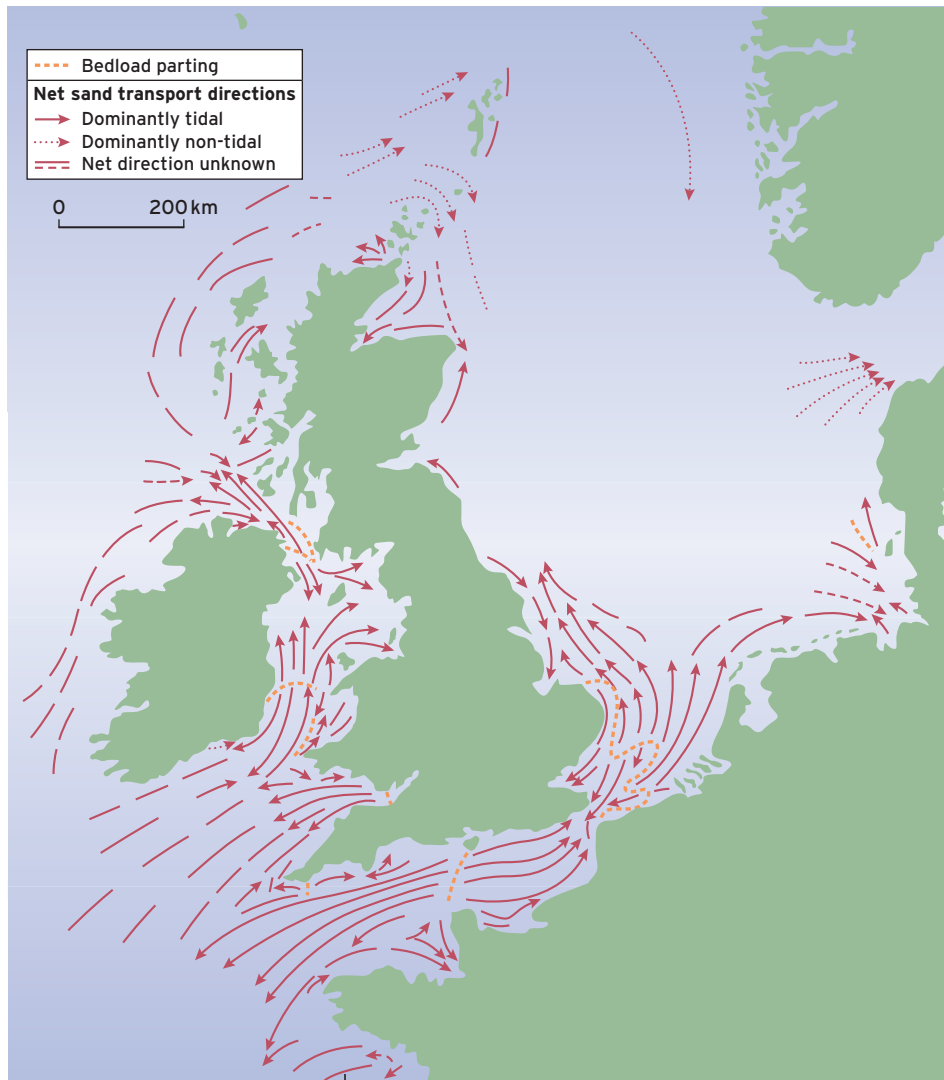 Bedload parting
Net sand transport directions
Dominantly tidal
Dominantly non-tidal
Net direction unknown
0 200 km